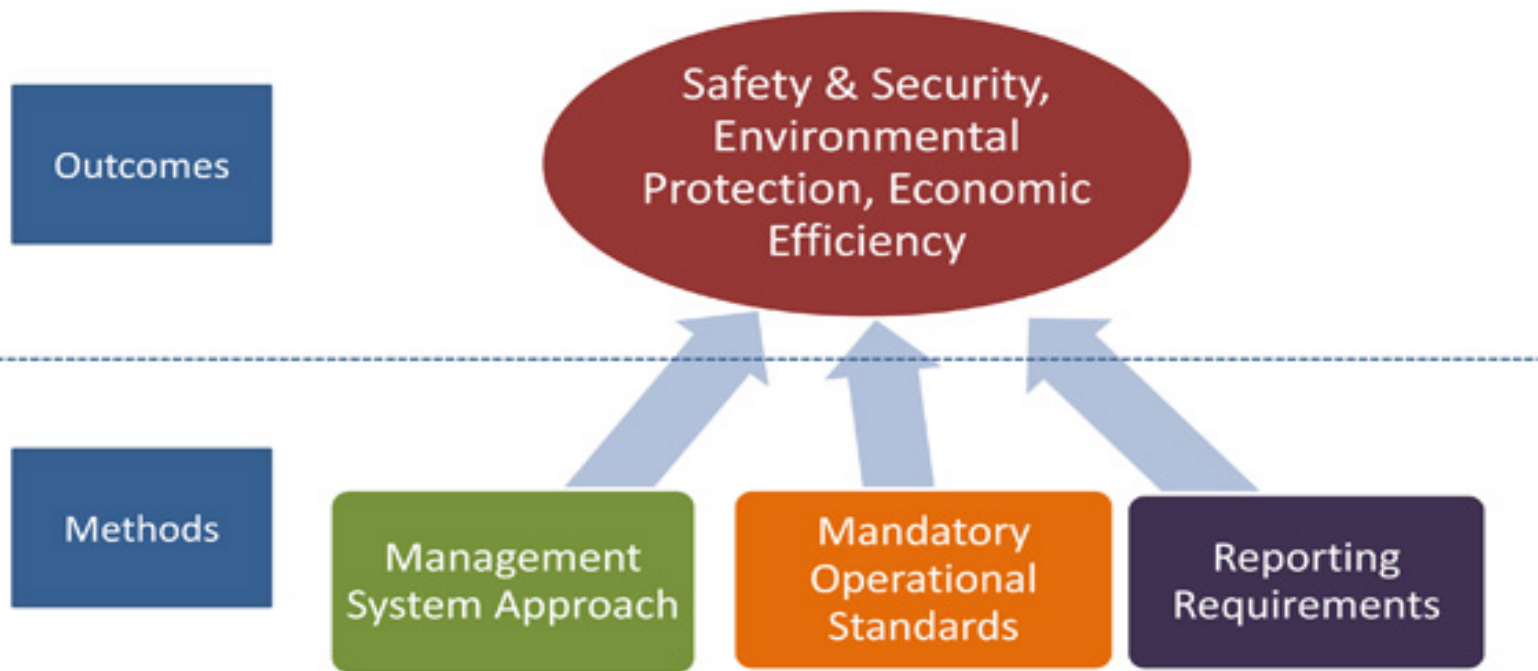 Outcomes
Safety & Security,
Environmental
Protection, Economic
Efficiency
Methods
Management
System Approach
Mandatory
Operational
Standards
Reporting
Requirements